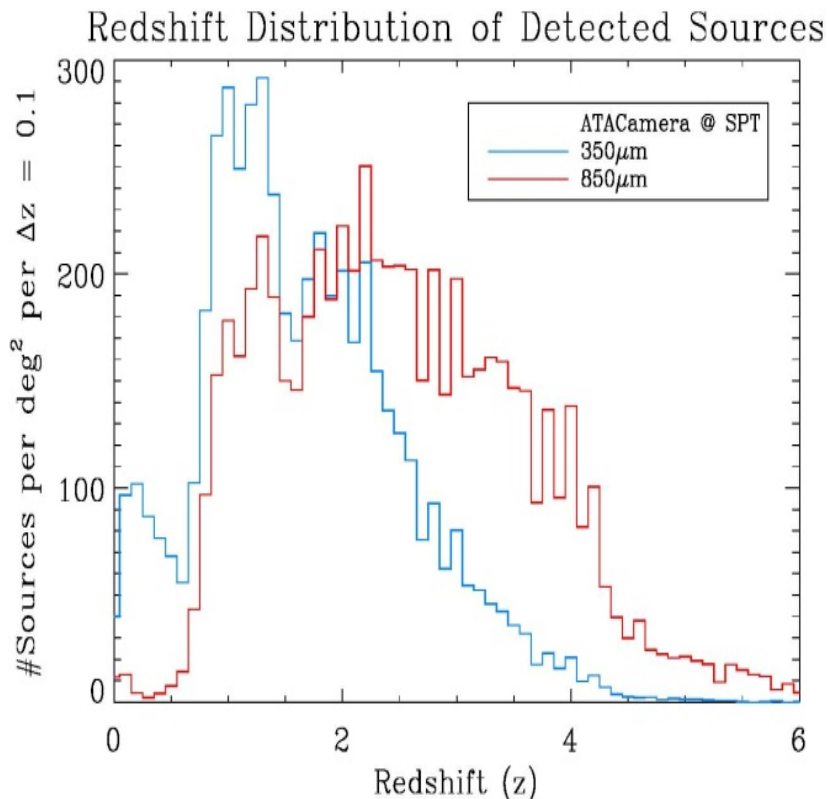 Redshift Distribution of Detected Sources
#Sources per deg² per Δz = 0.1
300
200
100
0
ATACamera @ SPT
350μm
850μm
0 2 4 6
Redshift (z)